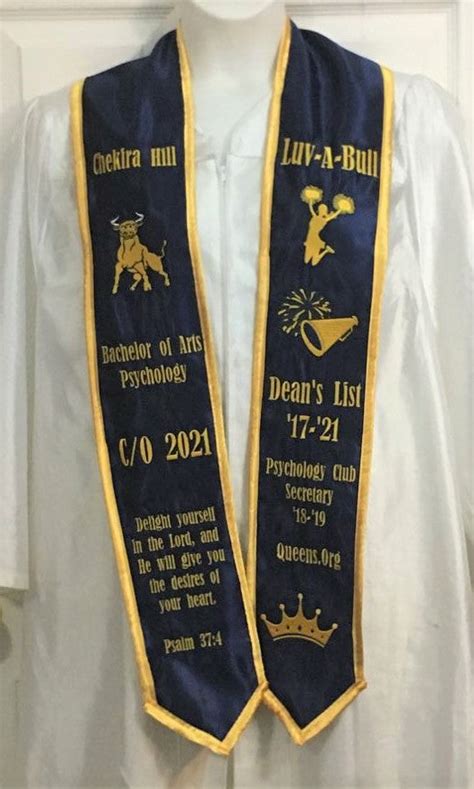 Chekira Hill
Bachelor of Arts
Psychology
C/O 2021
Delight yourself
in the Lord, and
He will give you
the desires of
your heart.
Psalm 37:4
Luv-A-Bull
Dean's List
'17-'21
Psychology Club
Secretary
'18-'19
Queens.Org